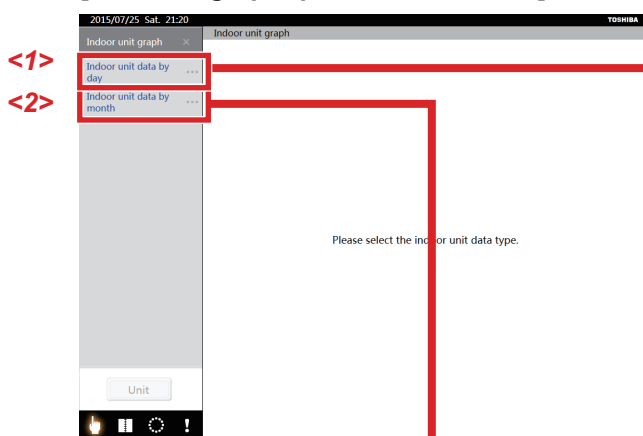 2015/07/25 Sat. 21:20
TOSHIBA
Indoor unit graph ×
Indoor unit graph
<1>
Indoor unit data by
day
<2>
Indoor unit data by
month
Please select the indoor unit data type.
Unit